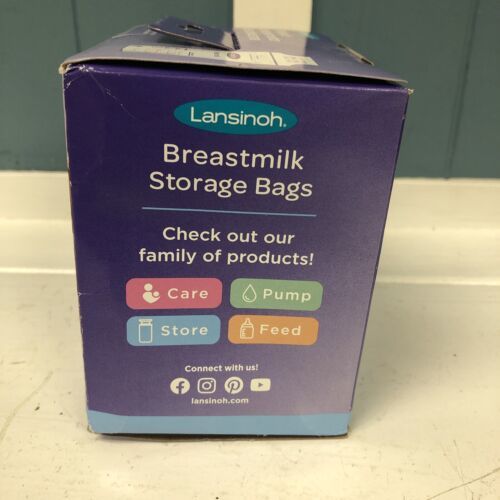 Lansinoh®
Breastmilk
Storage Bags
Check out our
family of products!
Care
Pump
Store
Feed
Connect with us!
lansinoh.com